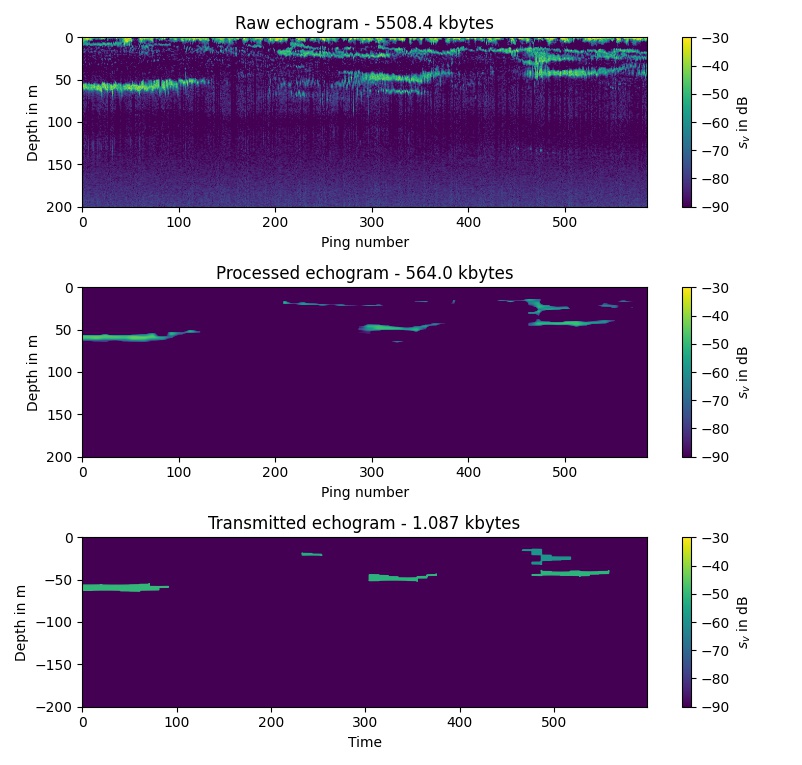 Raw echogram - 5508.4 kbytes
0
50
100
150
200
Depth in m
0 100 200 300 400 500
Ping number
−30
−40
−50
−60
−70
−80
−90
sᵥ in dB
Processed echogram - 564.0 kbytes
0
50
100
150
200
Depth in m
0 100 200 300 400 500
Ping number
−30
−40
−50
−60
−70
−80
−90
sᵥ in dB
Transmitted echogram - 1.087 kbytes
0
−50
−100
−150
−200
Depth in m
0 100 200 300 400 500
Time
−30
−40
−50
−60
−70
−80
−90
sᵥ in dB